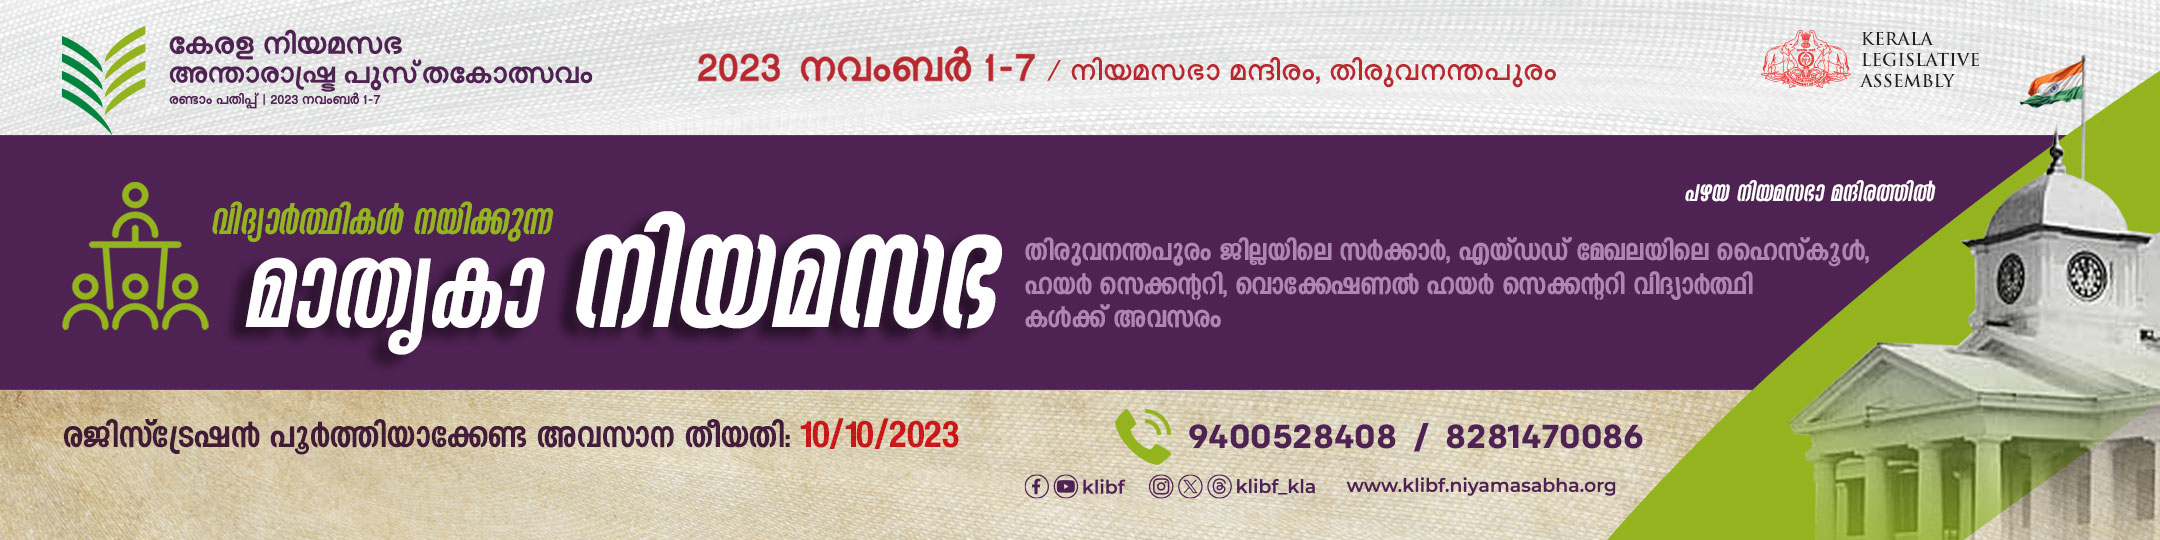 കേരള നിയമസഭ
അന്താരാഷ്ട്ര പുസ്തകോത്സവം
രണ്ടാം പതിപ്പ് | 2023 നവംബർ 1-7
2023 നവംബർ 1-7 / നിയമസഭാ മന്ദിരം, തിരുവനന്തപുരം
KERALA
LEGISLATIVE
ASSEMBLY
പഴയ നിയമസഭാ മന്ദിരത്തിൽ
വിദ്യാർത്ഥികൾ നയിക്കുന്ന
മാതൃകാ നിയമസഭ
തിരുവനന്തപുരം ജില്ലയിലെ സർക്കാർ, എയ്ഡഡ് മേഖലയിലെ ഹൈസ്കൂൾ,
ഹയർ സെക്കന്ററി, വൊക്കേഷണൽ ഹയർ സെക്കന്ററി വിദ്യാർത്ഥി
കൾക്ക് അവസരം
രജിസ്ട്രേഷൻ പൂർത്തിയാക്കേണ്ട അവസാന തീയതി: 10/10/2023
9400528408 / 8281470086
klibf klibf_kla www.klibf.niyamasabha.org